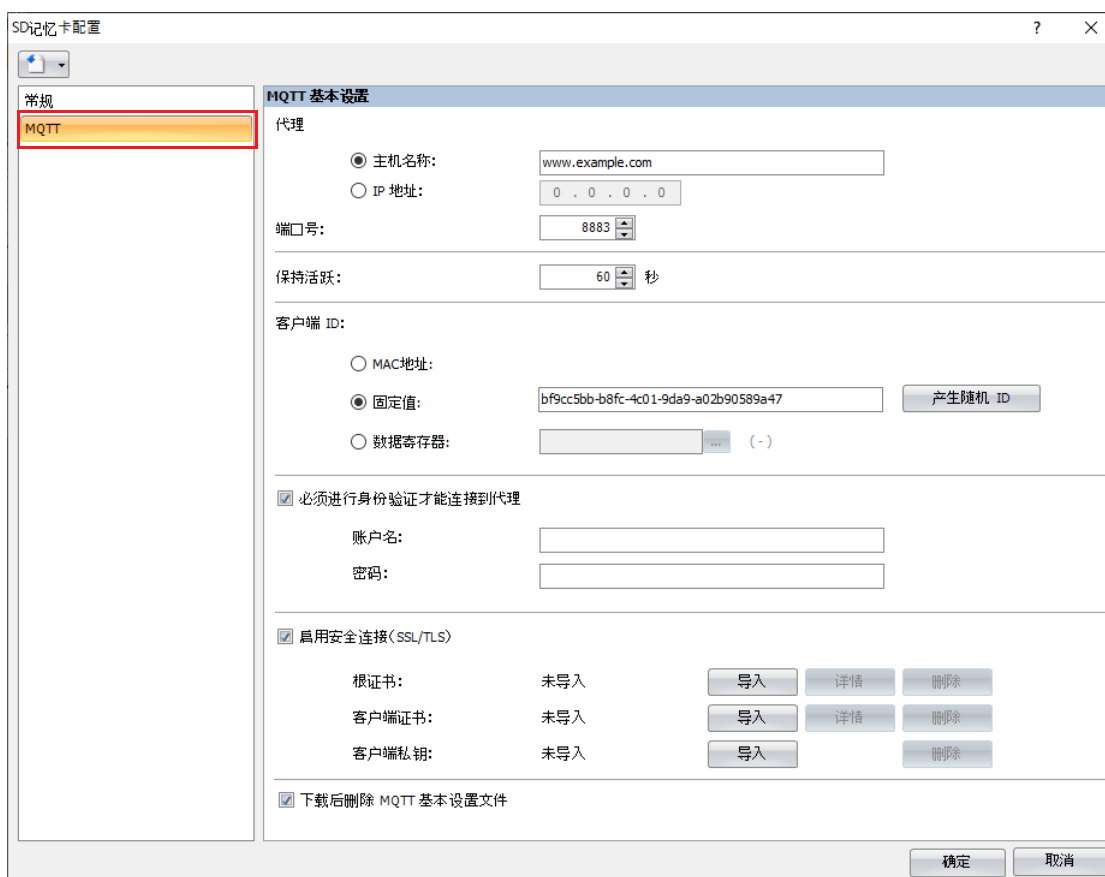 SD记忆卡配置
?
常规
MQTT
MQTT 基本设置
代理
主机名称: www.example.com
IP 地址: 0 . 0 . 0 . 0
端口号: 8883
保持活跃: 60 秒
客户端 ID:
MAC地址:
固定值: bf9cc5bb-b8fc-4c01-9da9-a02b90589a47 产生随机 ID
数据寄存器: ... (-)
必须进行身份验证才能连接到代理
账户名:
密码:
启用安全连接(SSL/TLS)
根证书: 未导入 导入 详情 删除
客户端证书: 未导入 导入 详情 删除
客户端私钥: 未导入 导入 删除
下载后删除 MQTT 基本设置文件
确定 取消